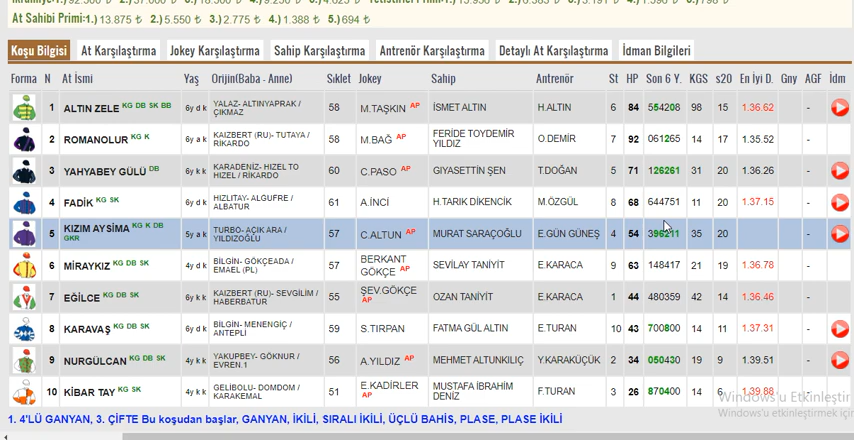 At Sahibi Primi:1.) 13.875 ₺ 2.) 5.550 ₺ 3.) 2.775 ₺ 4.) 1.388 ₺ 5.) 694 ₺
Koşu Bilgisi At Karşılaştırma Jokey Karşılaştırma Sahip Karşılaştırma Antrenör Karşılaştırma Detaylı At Karşılaştırma İdman Bilgileri
Forma N At İsmi Yaş Orijin(Baba - Anne) Sıklet Jokey Sahip Antrenör St HP Son 6 Y. KGS s20 En İyi D. Gny AGF İdm
1 ALTIN ZELE KG DB SK BB 6y d k YALAZ- ALTINYAPRAK / ÇIKMAZ 58 M.TAŞKIN AP İSMET ALTIN H.ALTIN 6 84 554208 98 15 1.36.62 -
2 ROMANOLUR KG K 6y a k KAIZBERT (RU)- TUTAYA / RIKARDO 58 M.BAĞ AP FERİDE TOYDEMİR YILDIZ O.DEMİR 7 92 061265 14 17 1.35.52 -
3 YAHYABEY GÜLÜ DB 6y k k KARADENİZ- HIZEL TO HIZEL / RİKARDO 60 C.PASO AP GIYASETTİN ŞEN T.DOĞAN 5 71 126261 31 20 1.36.26 -
4 FADİK KG SK 6y d k HIZLITAY- ALGUFRE / ALBATUR 61 A.İNCİ H.TARIK DİKENCİK M.ÖZGÜL 8 68 644751 11 20 1.37.15 -
5 KIZIM AYSİMA KG K DB GKR 5y a k TURBO- AÇIK ARA / YILDIZOĞLU 57 C.ALTUN AP MURAT SARAÇOĞLU E.GÜN GÜNEŞ 4 54 396211 35 20 -
6 MİRAYKIZ KG DB SK 4y d k BİLGİN- GÖKÇEADA / EMAEL (PL) 57 BERKANT GÖKÇE AP SEVİLAY TANİYİT E.KARACA 9 63 148417 21 19 1.36.78 -
7 EĞİLCE KG DB SK 6y k k KAIZBERT (RU)- SEVGİLİM / HABERBATUR 55 ŞEV.GÖKÇE AP OZAN TANİYİT E.KARACA 1 44 480359 42 14 1.36.46 -
8 KARAVAŞ KG DB SK 6y d k BİLGİN- MENENGİÇ / ANTEPLİ 59 S.TIRPAN FATMA GÜL ALTIN E.TURAN 10 43 700800 14 11 1.37.31 -
9 NURGÜLCAN KG DB SK 4y k k YAKUPBEY- GÖKNUR / EVREN.1 56 A.YILDIZ AP MEHMET ALTUNKILIÇ Y.KARAKÜÇÜK 2 34 050430 19 9 1.39.51 -
10 KİBAR TAY KG SK 4y k k GELİBOLU- DOMDOM / KARAKEMAL 51 E.KADİRLER AP MUSTAFA İBRAHİM DENİZ F.TURAN 3 26 870400 14 6 1.39.88 -
Windows'u Etkinleştir
Windows'u etkinleştirmek için
1. 4'LÜ GANYAN, 3. ÇİFTE Bu koşudan başlar, GANYAN, İKİLİ, SIRALI İKİLİ, ÜÇLÜ BAHİS, PLASE, PLASE İKİLİ